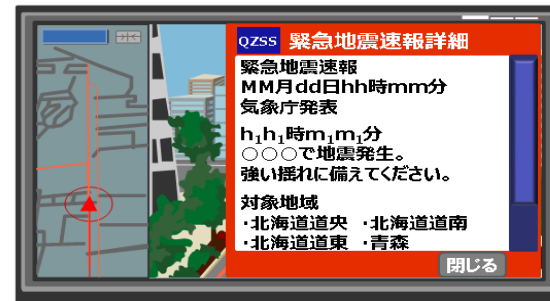 QZSS 緊急地震速報詳細
緊急地震速報
MM月dd日hh時mm分
気象庁発表
h₁h₁時m₁m₁分
○○○で地震発生。
強い揺れに備えてください。
対象地域
・北海道道央 ・北海道道南
・北海道道東 ・青森
閉じる